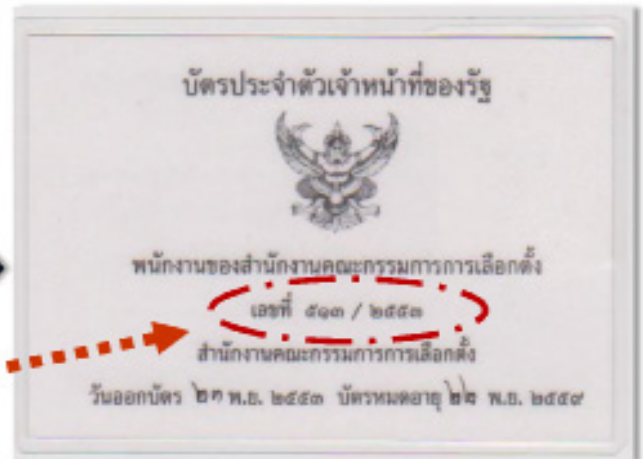 บัตรประจำตัวเจ้าหน้าที่ของรัฐ
พนักงานของสำนักงานคณะกรรมการการเลือกตั้ง
เลขที่ ๕๑๓ / ๒๕๕๓
สำนักงานคณะกรรมการการเลือกตั้ง
วันออกบัตร ๒๓ พ.ย. ๒๕๕๓ บัตรหมดอายุ ๒๒ พ.ย. ๒๕๕๙